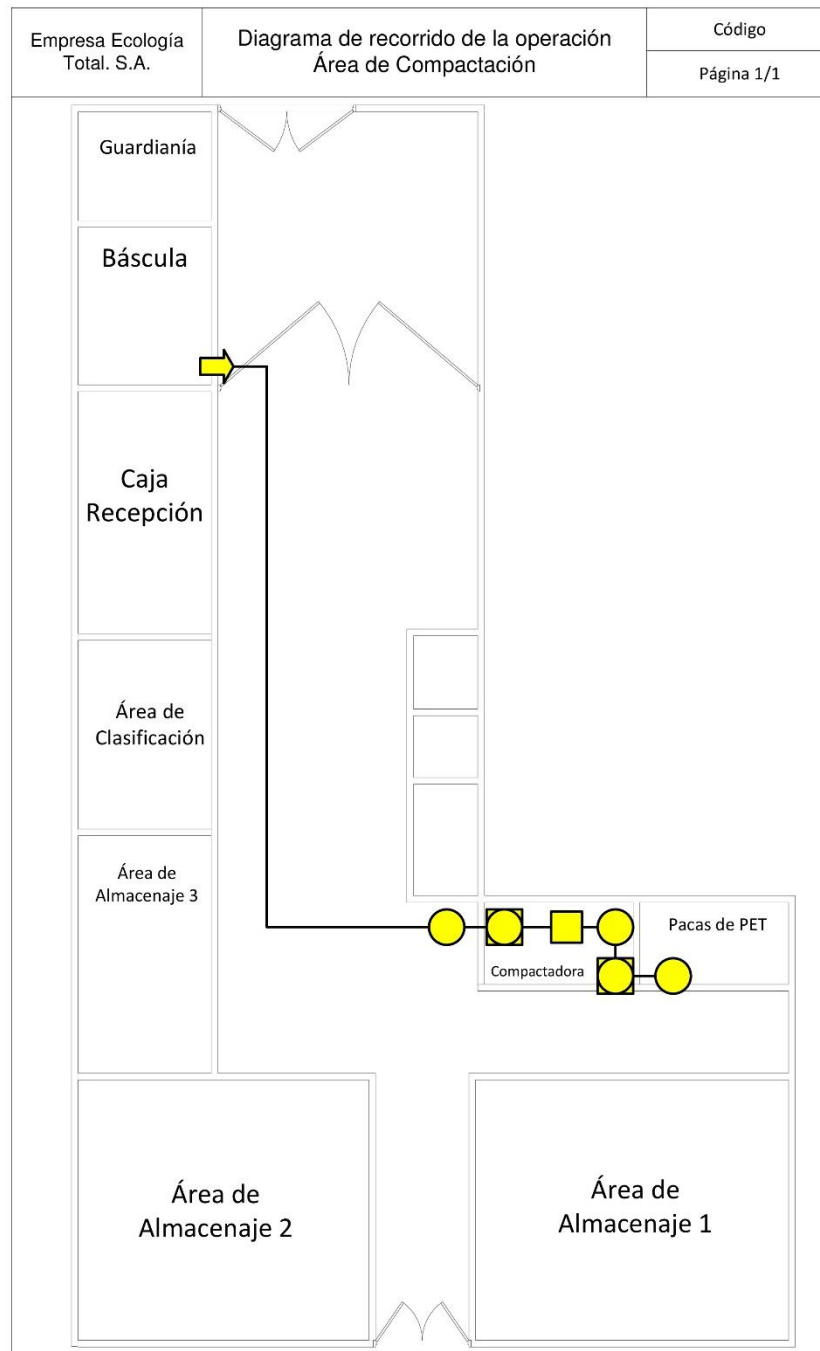 Empresa Ecología
Total. S.A.
Diagrama de recorrido de la operación
Área de Compactación
Código
Página 1/1
Guardianía
Báscula
Caja
Recepción
Área de
Clasificación
Área de
Almacenaje 3
Pacas de PET
Compactadora
Área de
Almacenaje 2
Área de
Almacenaje 1